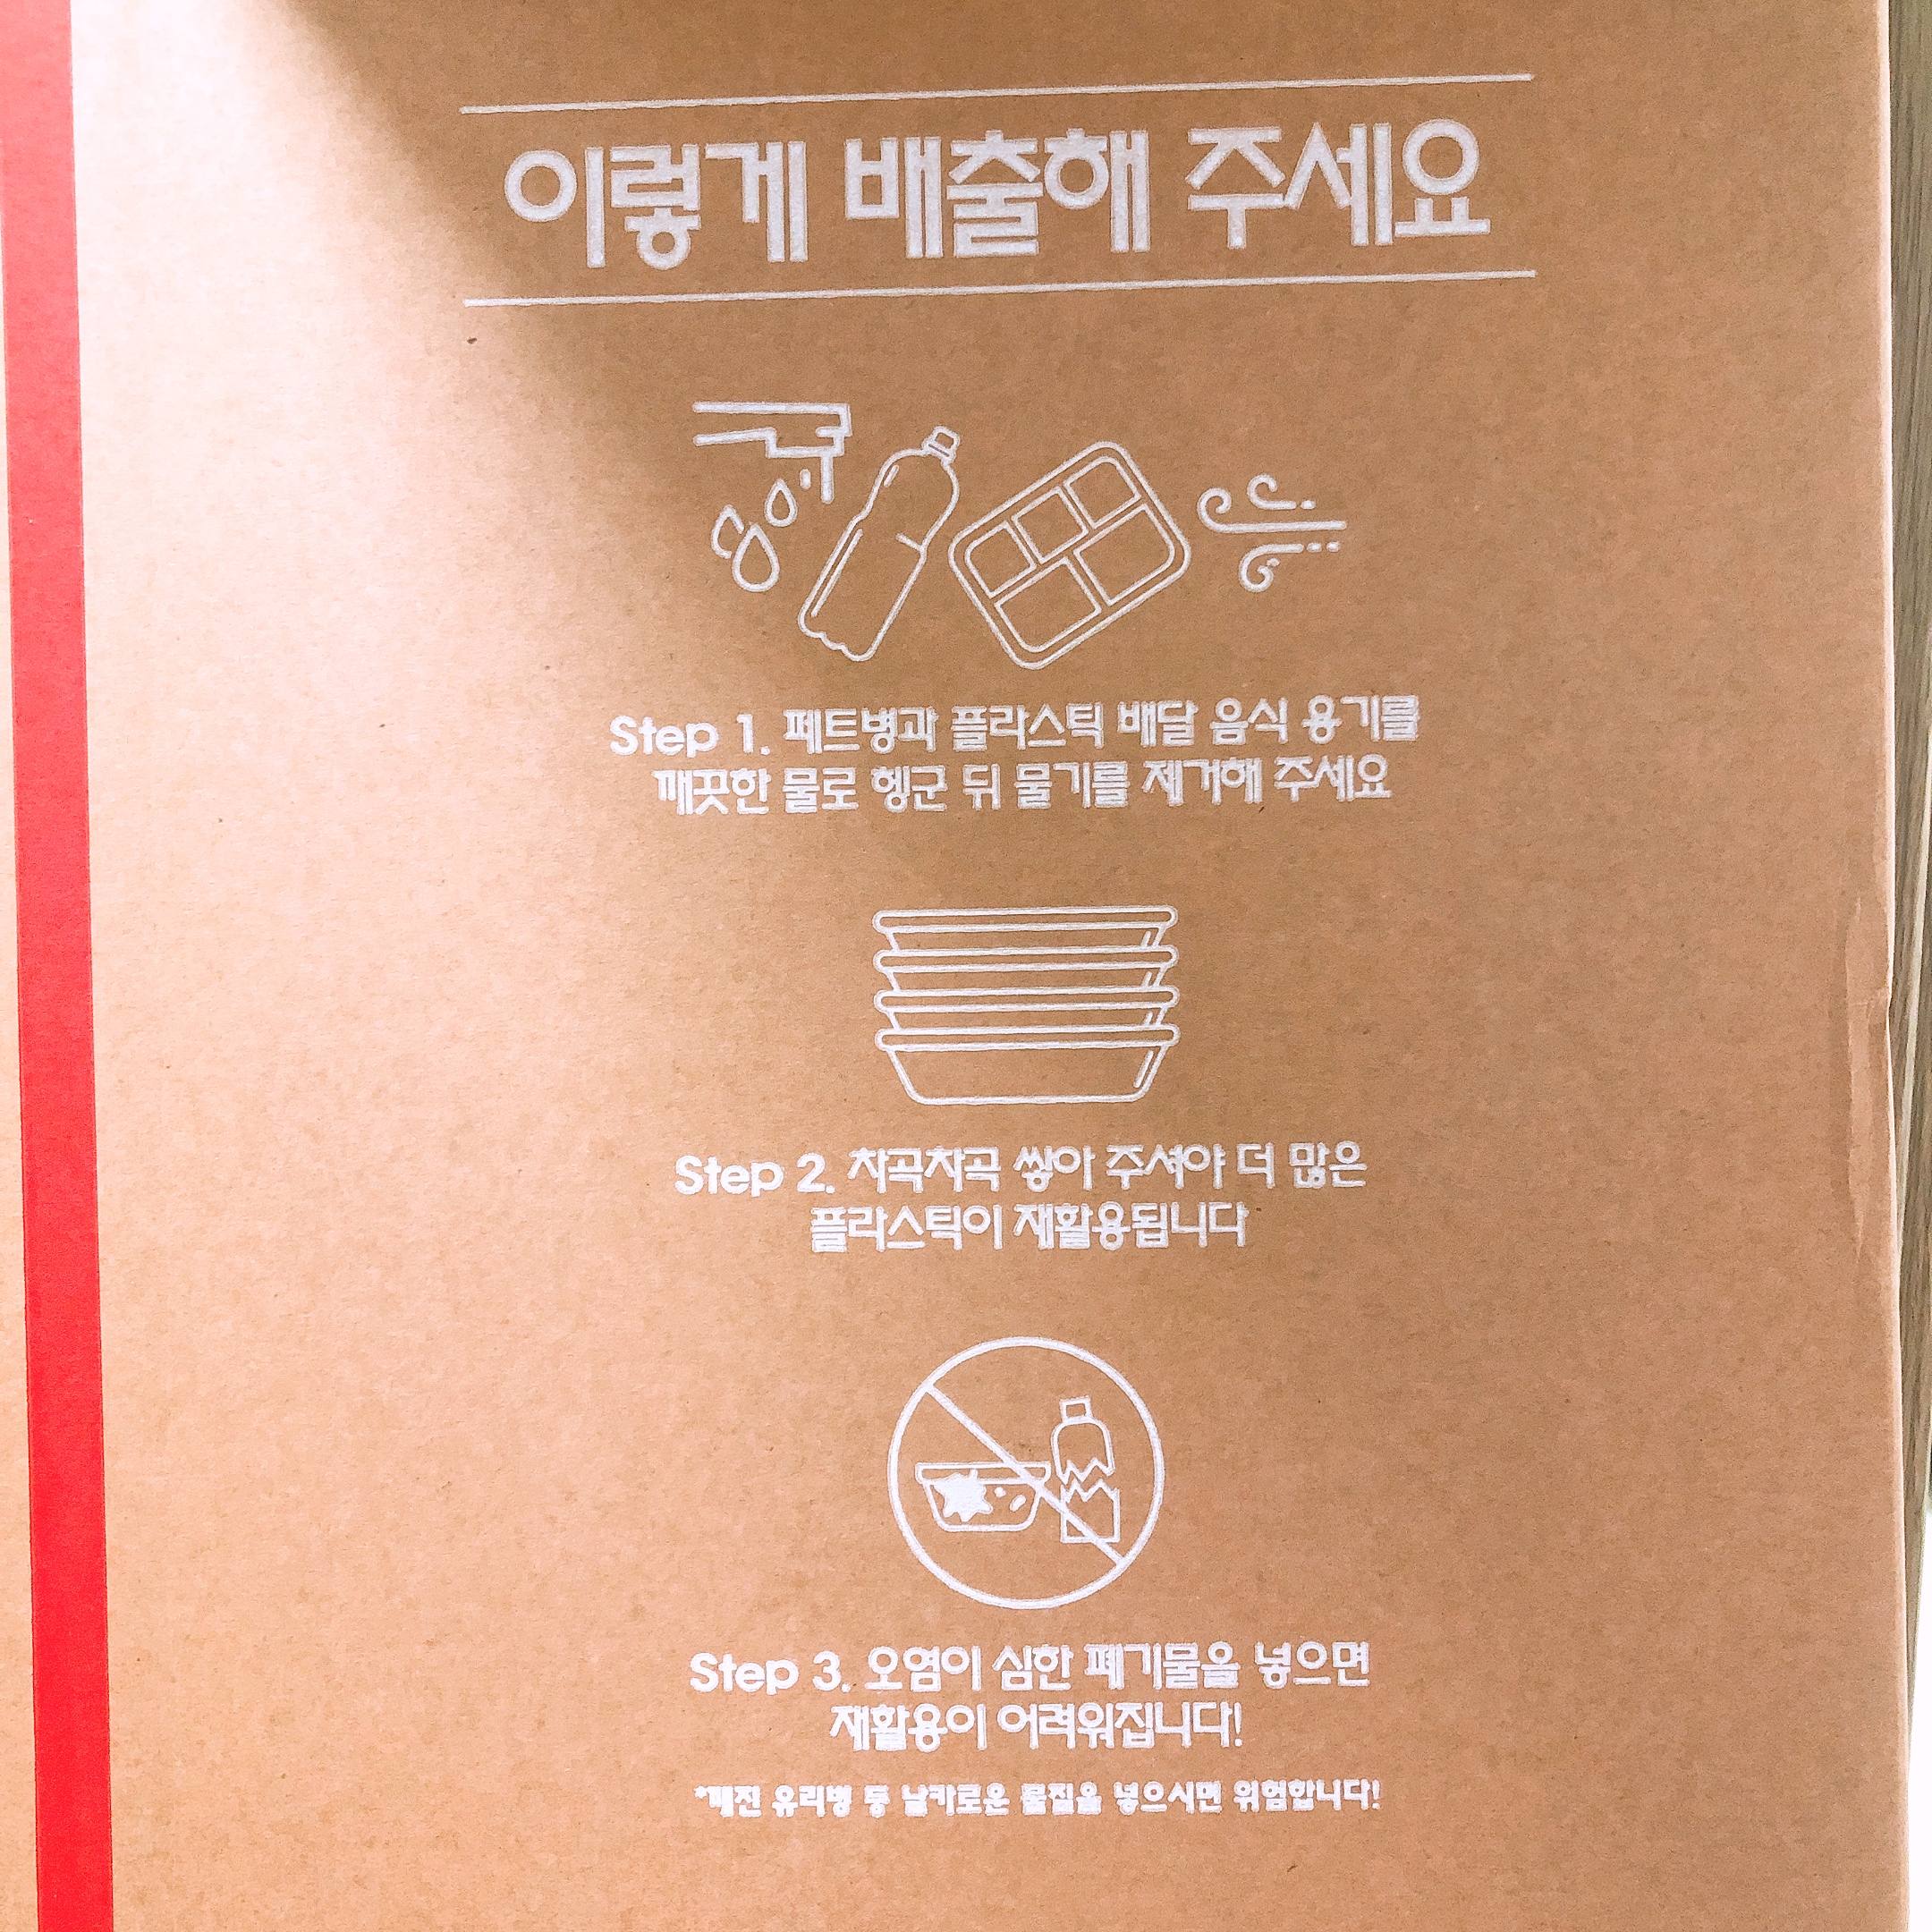 이렇게 배출해 주세요
Step 1. 페트병과 플라스틱 배달 음식 용기를
깨끗한 물로 헹군 뒤 물기를 제거해 주세요
Step 2. 차곡차곡 쌓아 주셔야 더 많은
플라스틱이 재활용됩니다
Step 3. 오염이 심한 폐기물을 넣으면
재활용이 어려워집니다!
*깨진 유리병 등 날카로운 물질을 넣으시면 위험합니다!